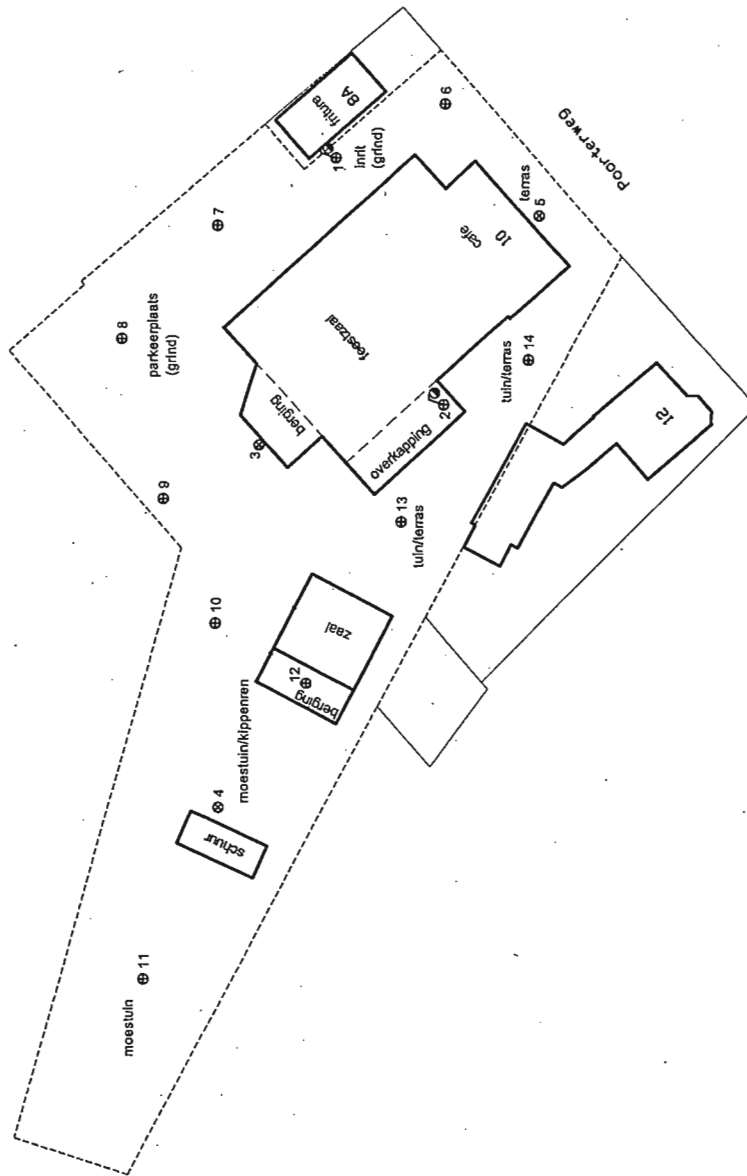 friture
8A
6
1
inrit
(grind)
Poorterweg
7
terras
5
cafe
10
8
parkeerplaats
(grind)
feestzaal
14
tuin/terras
berging
2
3
overkapping
12
9
13
tuin/terras
10
zaal
12
berging
moestuin/kippenren
4
schuur
11
moestuin